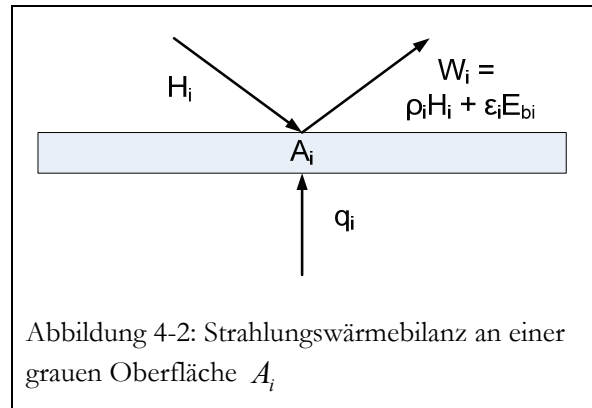 Hᵢ
Wᵢ =
ρᵢHᵢ + εᵢE_bi
Aᵢ
qᵢ
Abbildung 4-2: Strahlungswärmebilanz an einer
grauen Oberfläche Aᵢ